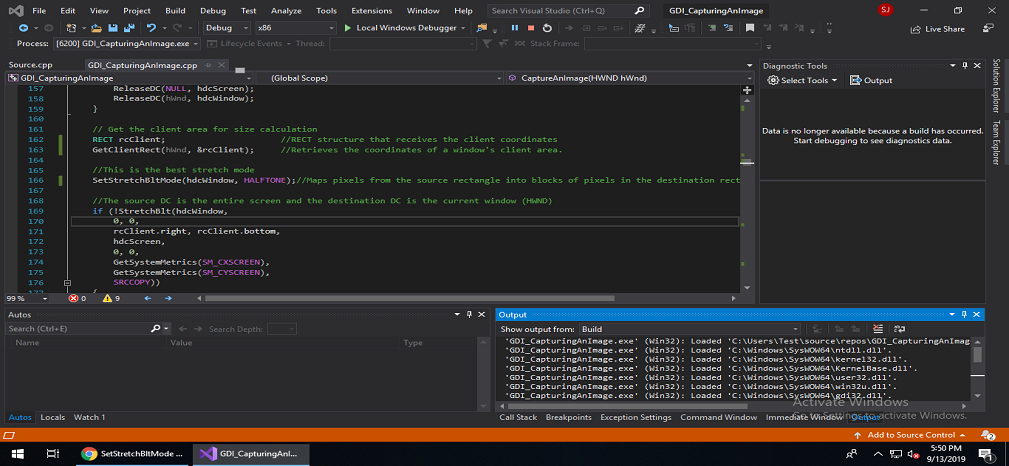 File Edit View Project Build Debug Test Analyze Tools Extensions Window Help Search Visual Studio (Ctrl+Q) GDI_CapturingAnImage SJ
Debug x86 Local Windows Debugger Live Share
Process: [6200] GDI_CapturingAnImage.exe Lifecycle Events Thread: Stack Frame:
Source.cpp GDI_CapturingAnImage.cpp
GDI_CapturingAnImage (Global Scope) CaptureAnImage(HWND hWnd)
157 ReleaseDC(NULL, hdcScreen);
158 ReleaseDC(hWnd, hdcWindow);
159 }
160
161 // Get the client area for size calculation
162 RECT rcClient; //RECT structure that receives the client coordinates
163 GetClientRect(hWnd, &rcClient); //Retrieves the coordinates of a window's client area.
164
165 //This is the best stretch mode
166 SetStretchBltMode(hdcWindow, HALFTONE);//Maps pixels from the source rectangle into blocks of pixels in the destination rect
167
168 //The source DC is the entire screen and the destination DC is the current window (HWND)
169 if (!StretchBlt(hdcWindow,
170 0, 0,
171 rcClient.right, rcClient.bottom,
172 hdcScreen,
173 0, 0,
174 GetSystemMetrics(SM_CXSCREEN),
175 GetSystemMetrics(SM_CYSCREEN),
176 SRCCOPY))
99 % 0 9
Diagnostic Tools
Select Tools Output
Data is no longer available because a build has occurred.
Start debugging to see diagnostics data.
Solution Explorer
Team Explorer
Autos
Search (Ctrl+E) Search Depth:
Name Value Type
Autos Locals Watch 1
Output
Show output from: Build
'GDI_CapturingAnImage.exe' (Win32): Loaded 'C:\Users\Test\source\repos\GDI_CapturingAnImag
'GDI_CapturingAnImage.exe' (Win32): Loaded 'C:\Windows\SysWOW64\ntdll.dll'.
'GDI_CapturingAnImage.exe' (Win32): Loaded 'C:\Windows\SysWOW64\kernel32.dll'.
'GDI_CapturingAnImage.exe' (Win32): Loaded 'C:\Windows\SysWOW64\KernelBase.dll'.
'GDI_CapturingAnImage.exe' (Win32): Loaded 'C:\Windows\SysWOW64\user32.dll'.
'GDI_CapturingAnImage.exe' (Win32): Loaded 'C:\Windows\SysWOW64\win32u.dll'.
'GDI_CapturingAnImage.exe' (Win32): Loaded 'C:\Windows\SysWOW64\gdi32.dll'.
Activate Windows
Go to Settings to activate Windows.
Call Stack Breakpoints Exception Settings Command Window Immediate Window Output
Add to Source Control 2
SetStretchBltMode ... GDI_CapturingAnI... 5:50 PM
9/13/2019 1